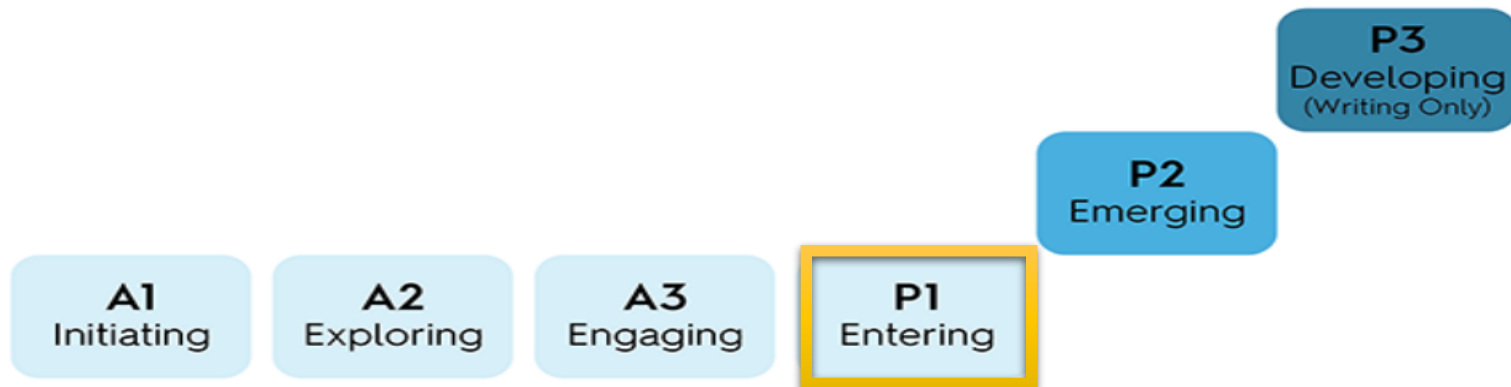 P3
Developing
(Writing Only)
P2
Emerging
A1
Initiating
A2
Exploring
A3
Engaging
P1
Entering